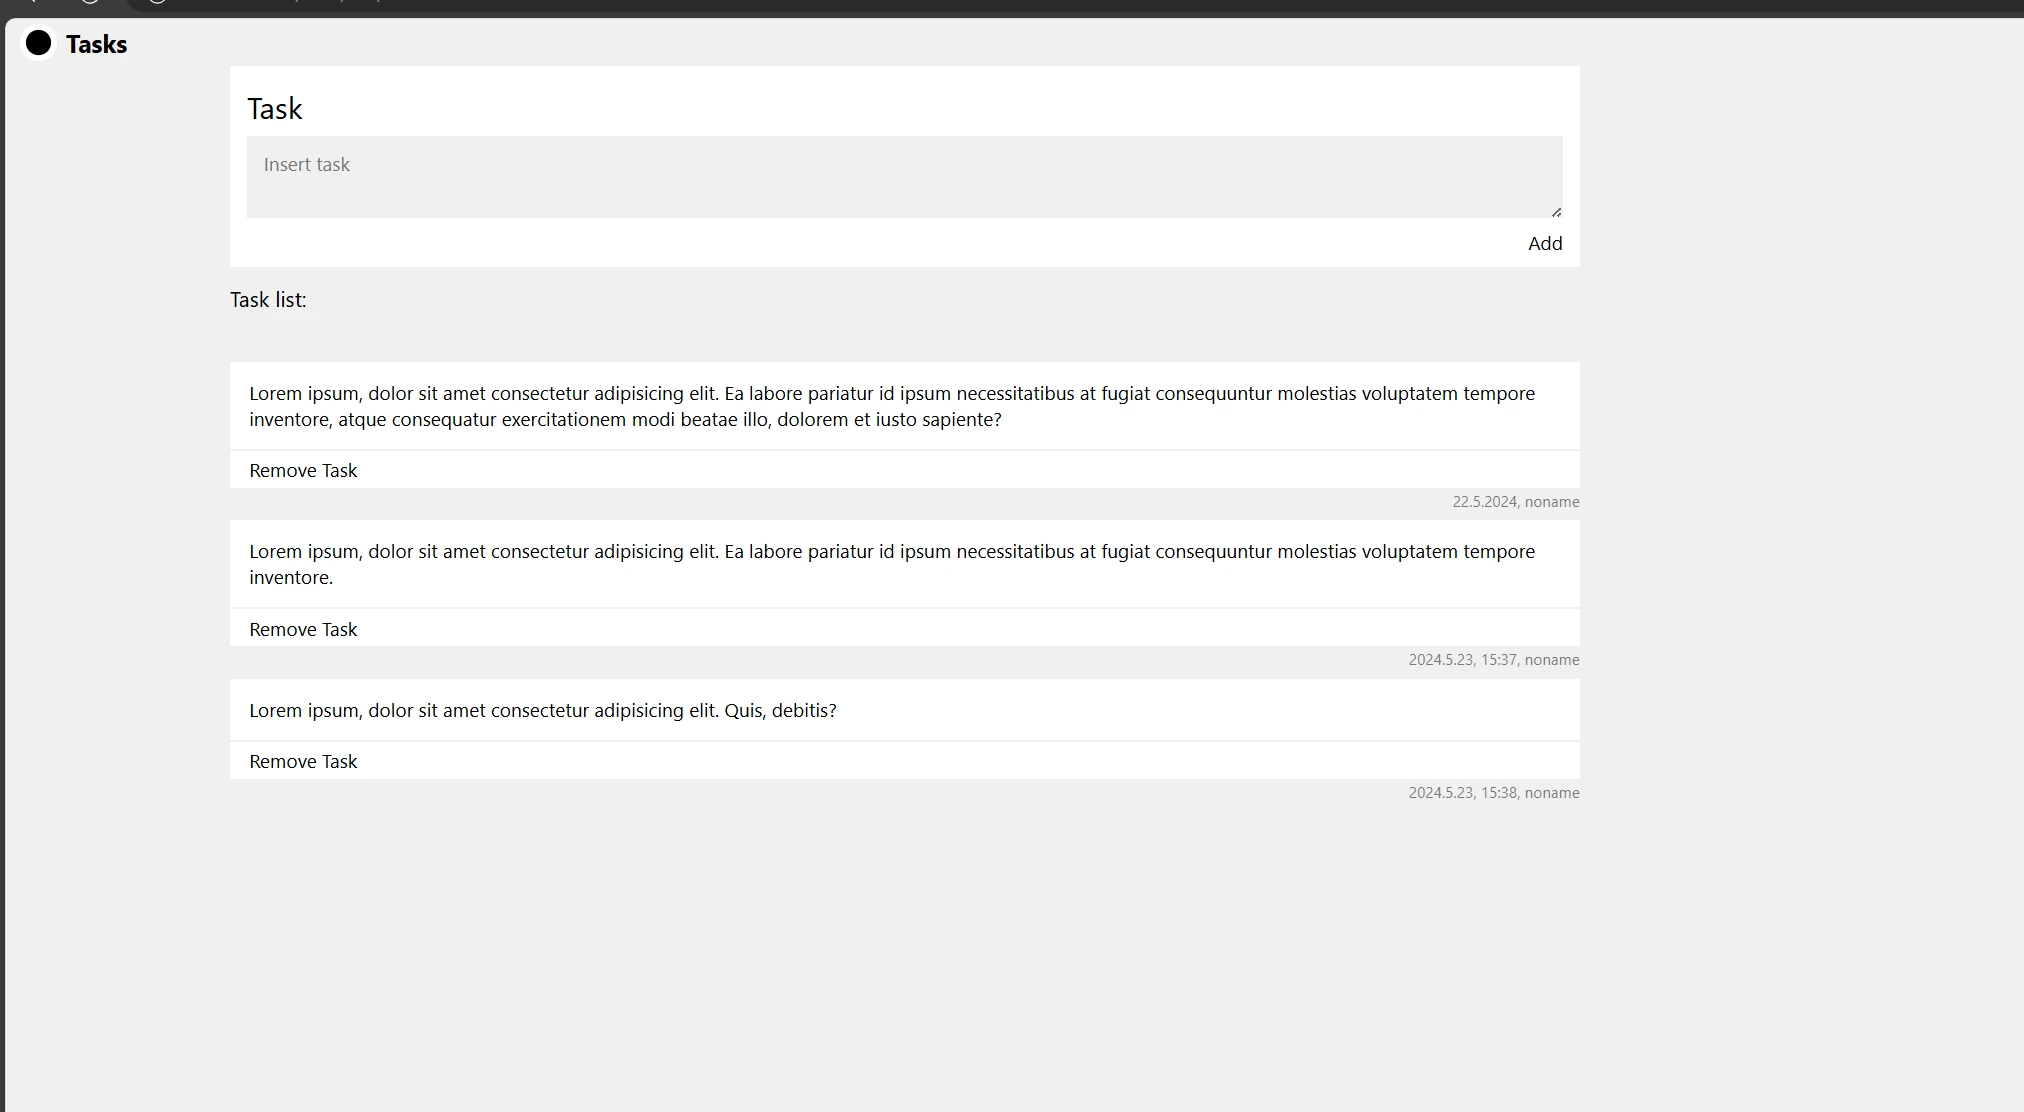 Tasks
Task
Insert task
Add
Task list:
Lorem ipsum, dolor sit amet consectetur adipisicing elit. Ea labore pariatur id ipsum necessitatibus at fugiat consequuntur molestias voluptatem tempore
inventore, atque consequatur exercitationem modi beatae illo, dolorem et iusto sapiente?
Remove Task
22.5.2024, noname
Lorem ipsum, dolor sit amet consectetur adipisicing elit. Ea labore pariatur id ipsum necessitatibus at fugiat consequuntur molestias voluptatem tempore
inventore.
Remove Task
2024.5.23, 15:37, noname
Lorem ipsum, dolor sit amet consectetur adipisicing elit. Quis, debitis?
Remove Task
2024.5.23, 15:38, noname